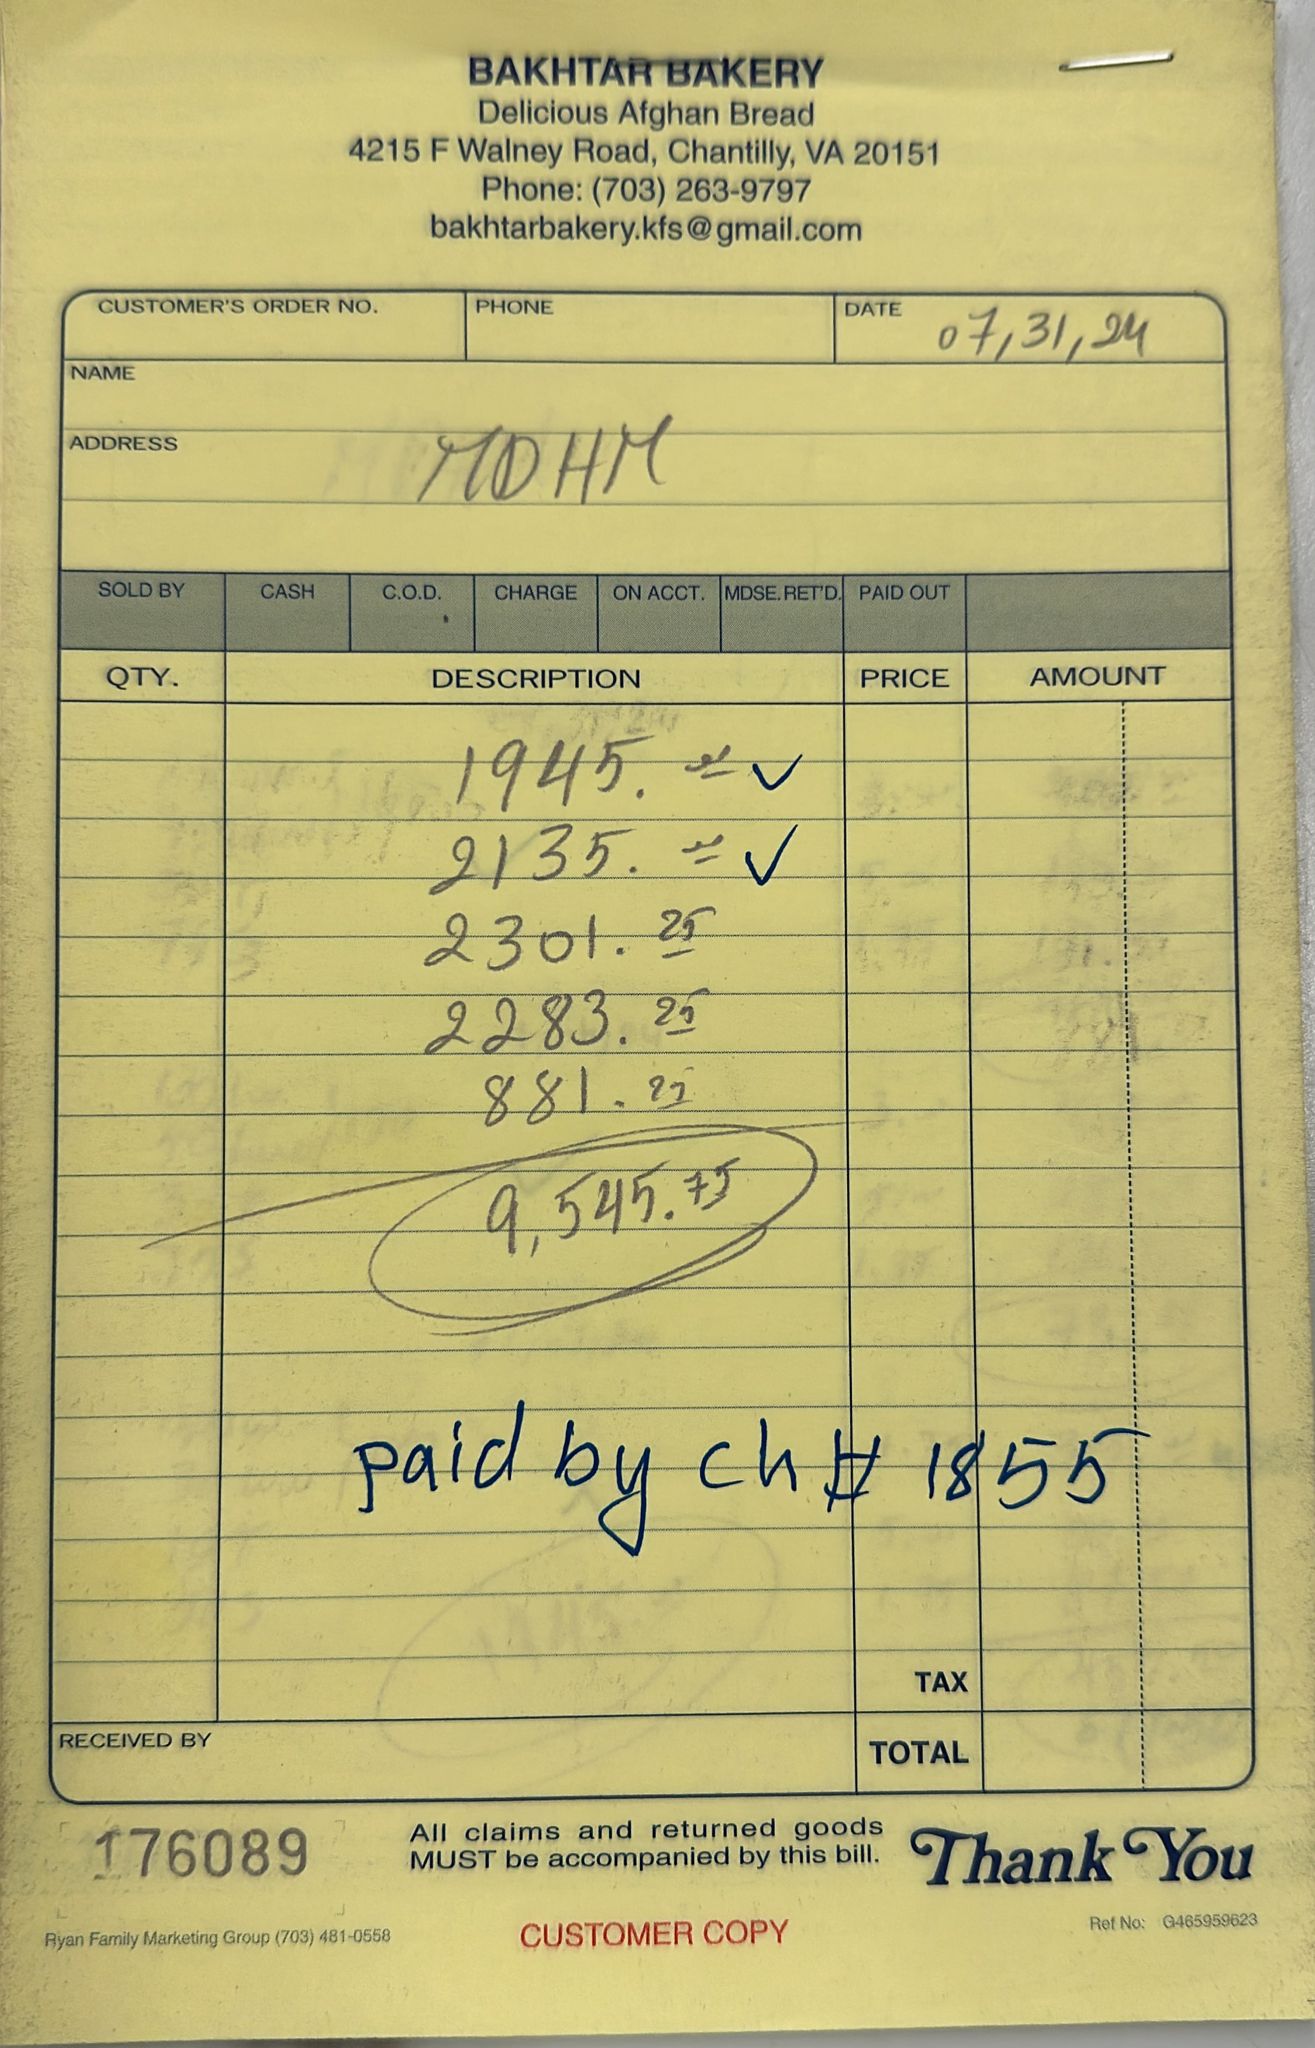 BAKHTAR BAKERY
Delicious Afghan Bread
4215 F Walney Road, Chantilly, VA 20151
Phone: (703) 263-9797
bakhtarbakery.kfs@gmail.com
CUSTOMER'S ORDER NO. PHONE DATE 07,31,24
NAME
ADDRESS MDHM
SOLD BY CASH C.O.D. CHARGE ON ACCT. MDSE. RET'D. PAID OUT
QTY. DESCRIPTION PRICE AMOUNT
1945. ✓
2135. ✓
2301.25
2283.25
881.25
9,545.75
paid by ch# 1855
TAX
RECEIVED BY TOTAL
176089 All claims and returned goods MUST be accompanied by this bill. Thank You
Ryan Family Marketing Group (703) 481-0558 CUSTOMER COPY Ref No: G465959623